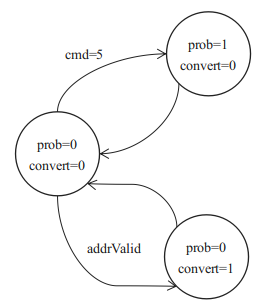 prob=1
convert=0
cmd=5
prob=0
convert=0
addrValid
prob=0
convert=1